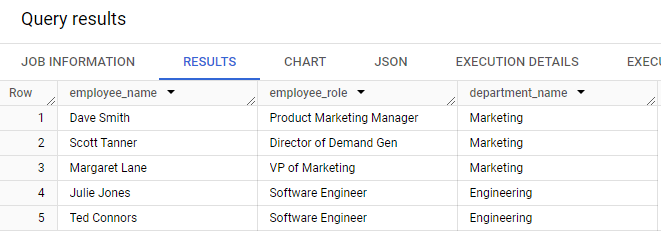 Query results
JOB INFORMATION RESULTS CHART JSON EXECUTION DETAILS EXECU
Row employee_name employee_role department_name
1 Dave Smith Product Marketing Manager Marketing
2 Scott Tanner Director of Demand Gen Marketing
3 Margaret Lane VP of Marketing Marketing
4 Julie Jones Software Engineer Engineering
5 Ted Connors Software Engineer Engineering